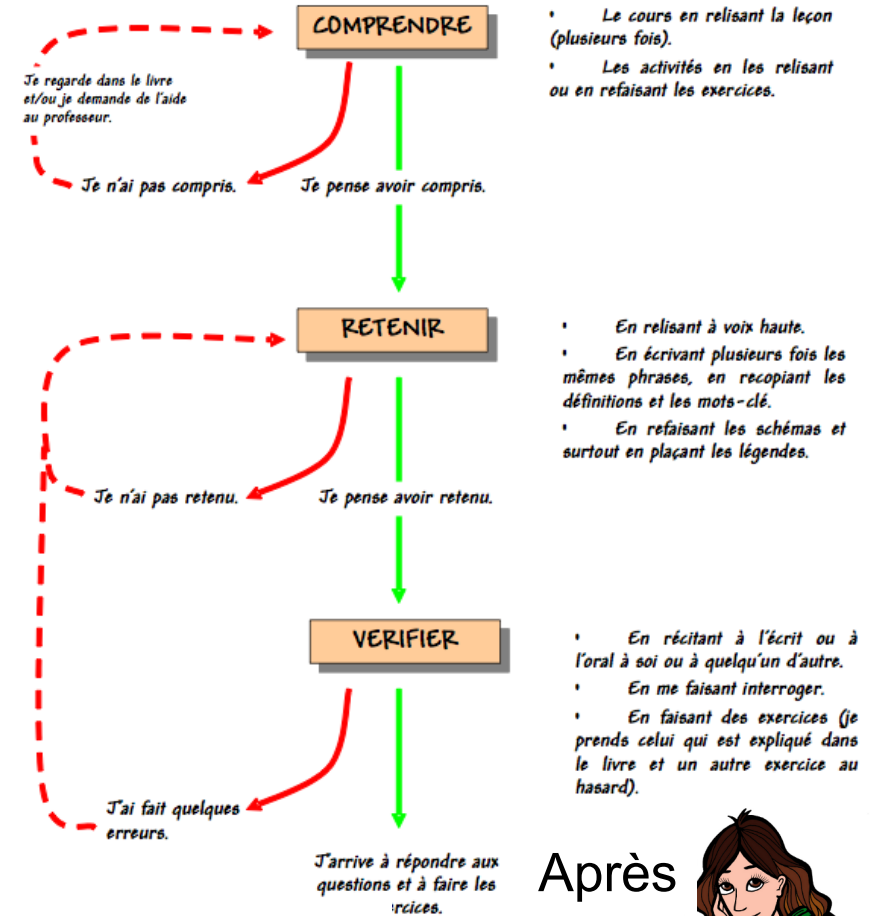 COMPRENDRE
• Le cours en relisant la leçon
(plusieurs fois).
• Les activités en les relisant
ou en refaisant les exercices.
Je regarde dans le livre
et/ou je demande de l'aide
au professeur.
Je n'ai pas compris.
Je pense avoir compris.
RETENIR
• En relisant à voix haute.
• En écrivant plusieurs fois les
mêmes phrases, en recopiant les
définitions et les mots-clé.
• En refaisant les schémas et
surtout en plaçant les légendes.
Je n'ai pas retenu.
Je pense avoir retenu.
VERIFIER
• En récitant à l'écrit ou à
l'oral à soi ou à quelqu'un d'autre.
• En me faisant interroger.
• En faisant des exercices (je
prends celui qui est expliqué dans
le livre et un autre exercice au
hasard).
J'ai fait quelques
erreurs.
J'arrive à répondre aux
questions et à faire les
rcices.
Après